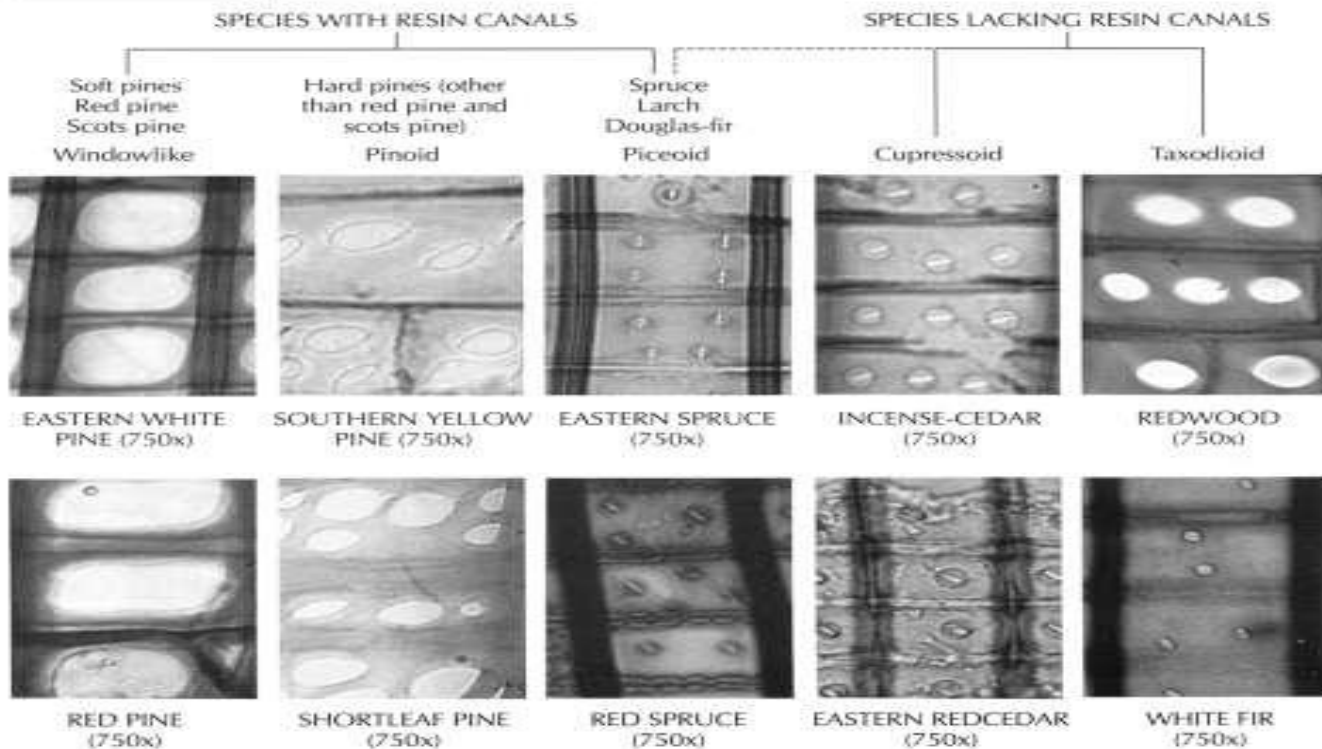 SPECIES WITH RESIN CANALS
SPECIES LACKING RESIN CANALS
Soft pines
Red pine
Scots pine
Windowlike
Hard pines (other
than red pine and
scots pine)
Pinoid
Spruce
Larch
Douglas-fir
Piceoid
Cupressoid
Taxodioid
EASTERN WHITE
PINE (750x)
SOUTHERN YELLOW
PINE (750x)
EASTERN SPRUCE
(750x)
INCENSE-CEDAR
(750x)
REDWOOD
(750x)
RED PINE
(750x)
SHORTLEAF PINE
(750x)
RED SPRUCE
(750x)
EASTERN REDCEDAR
(750x)
WHITE FIR
(750x)